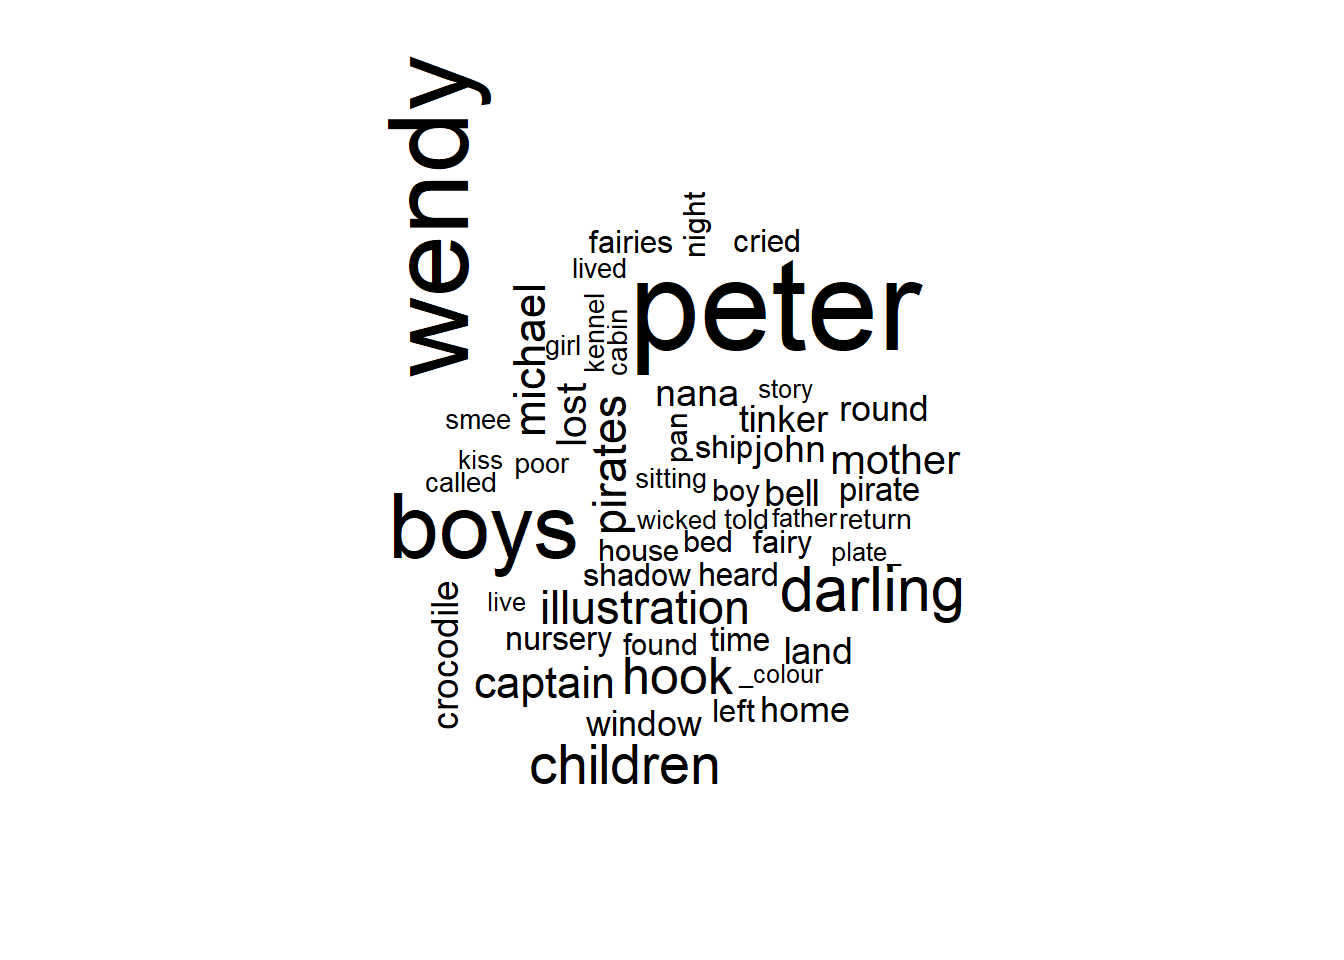 wendy
night
fairies
cried
lived
peter
michael
kennel
cabin
girl
lost
nana
story
pirates
pan
tinker
round
smee
ship
john
kiss
poor
mother
called
sitting
boy
bell
pirate
boys
wicked
told
father
return
house
bed
fairy
plate_
shadow
heard
darling
crocodile
live
illustration
nursery
found
time
land
captain
hook
_colour
window
left
home
children